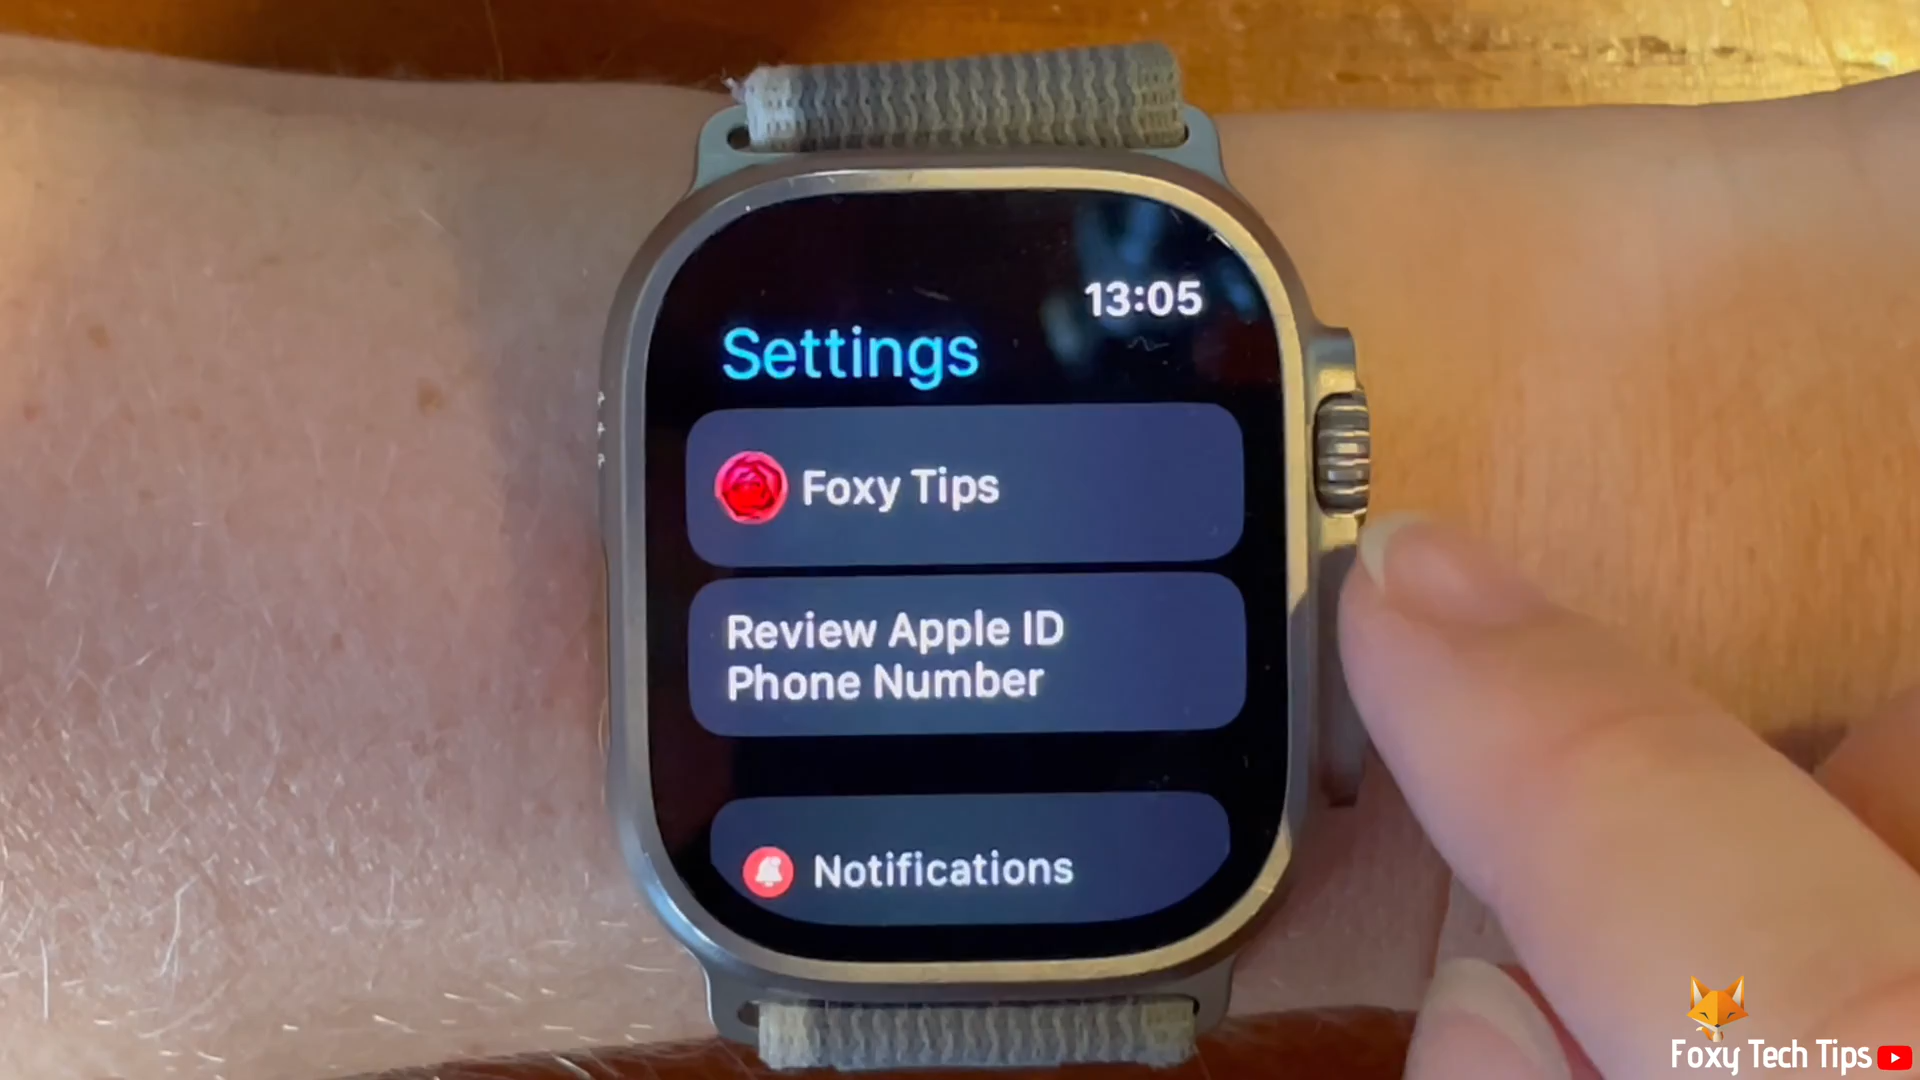 13:05
Settings
Foxy Tips
Review Apple ID
Phone Number
Notifications
Foxy Tech Tips